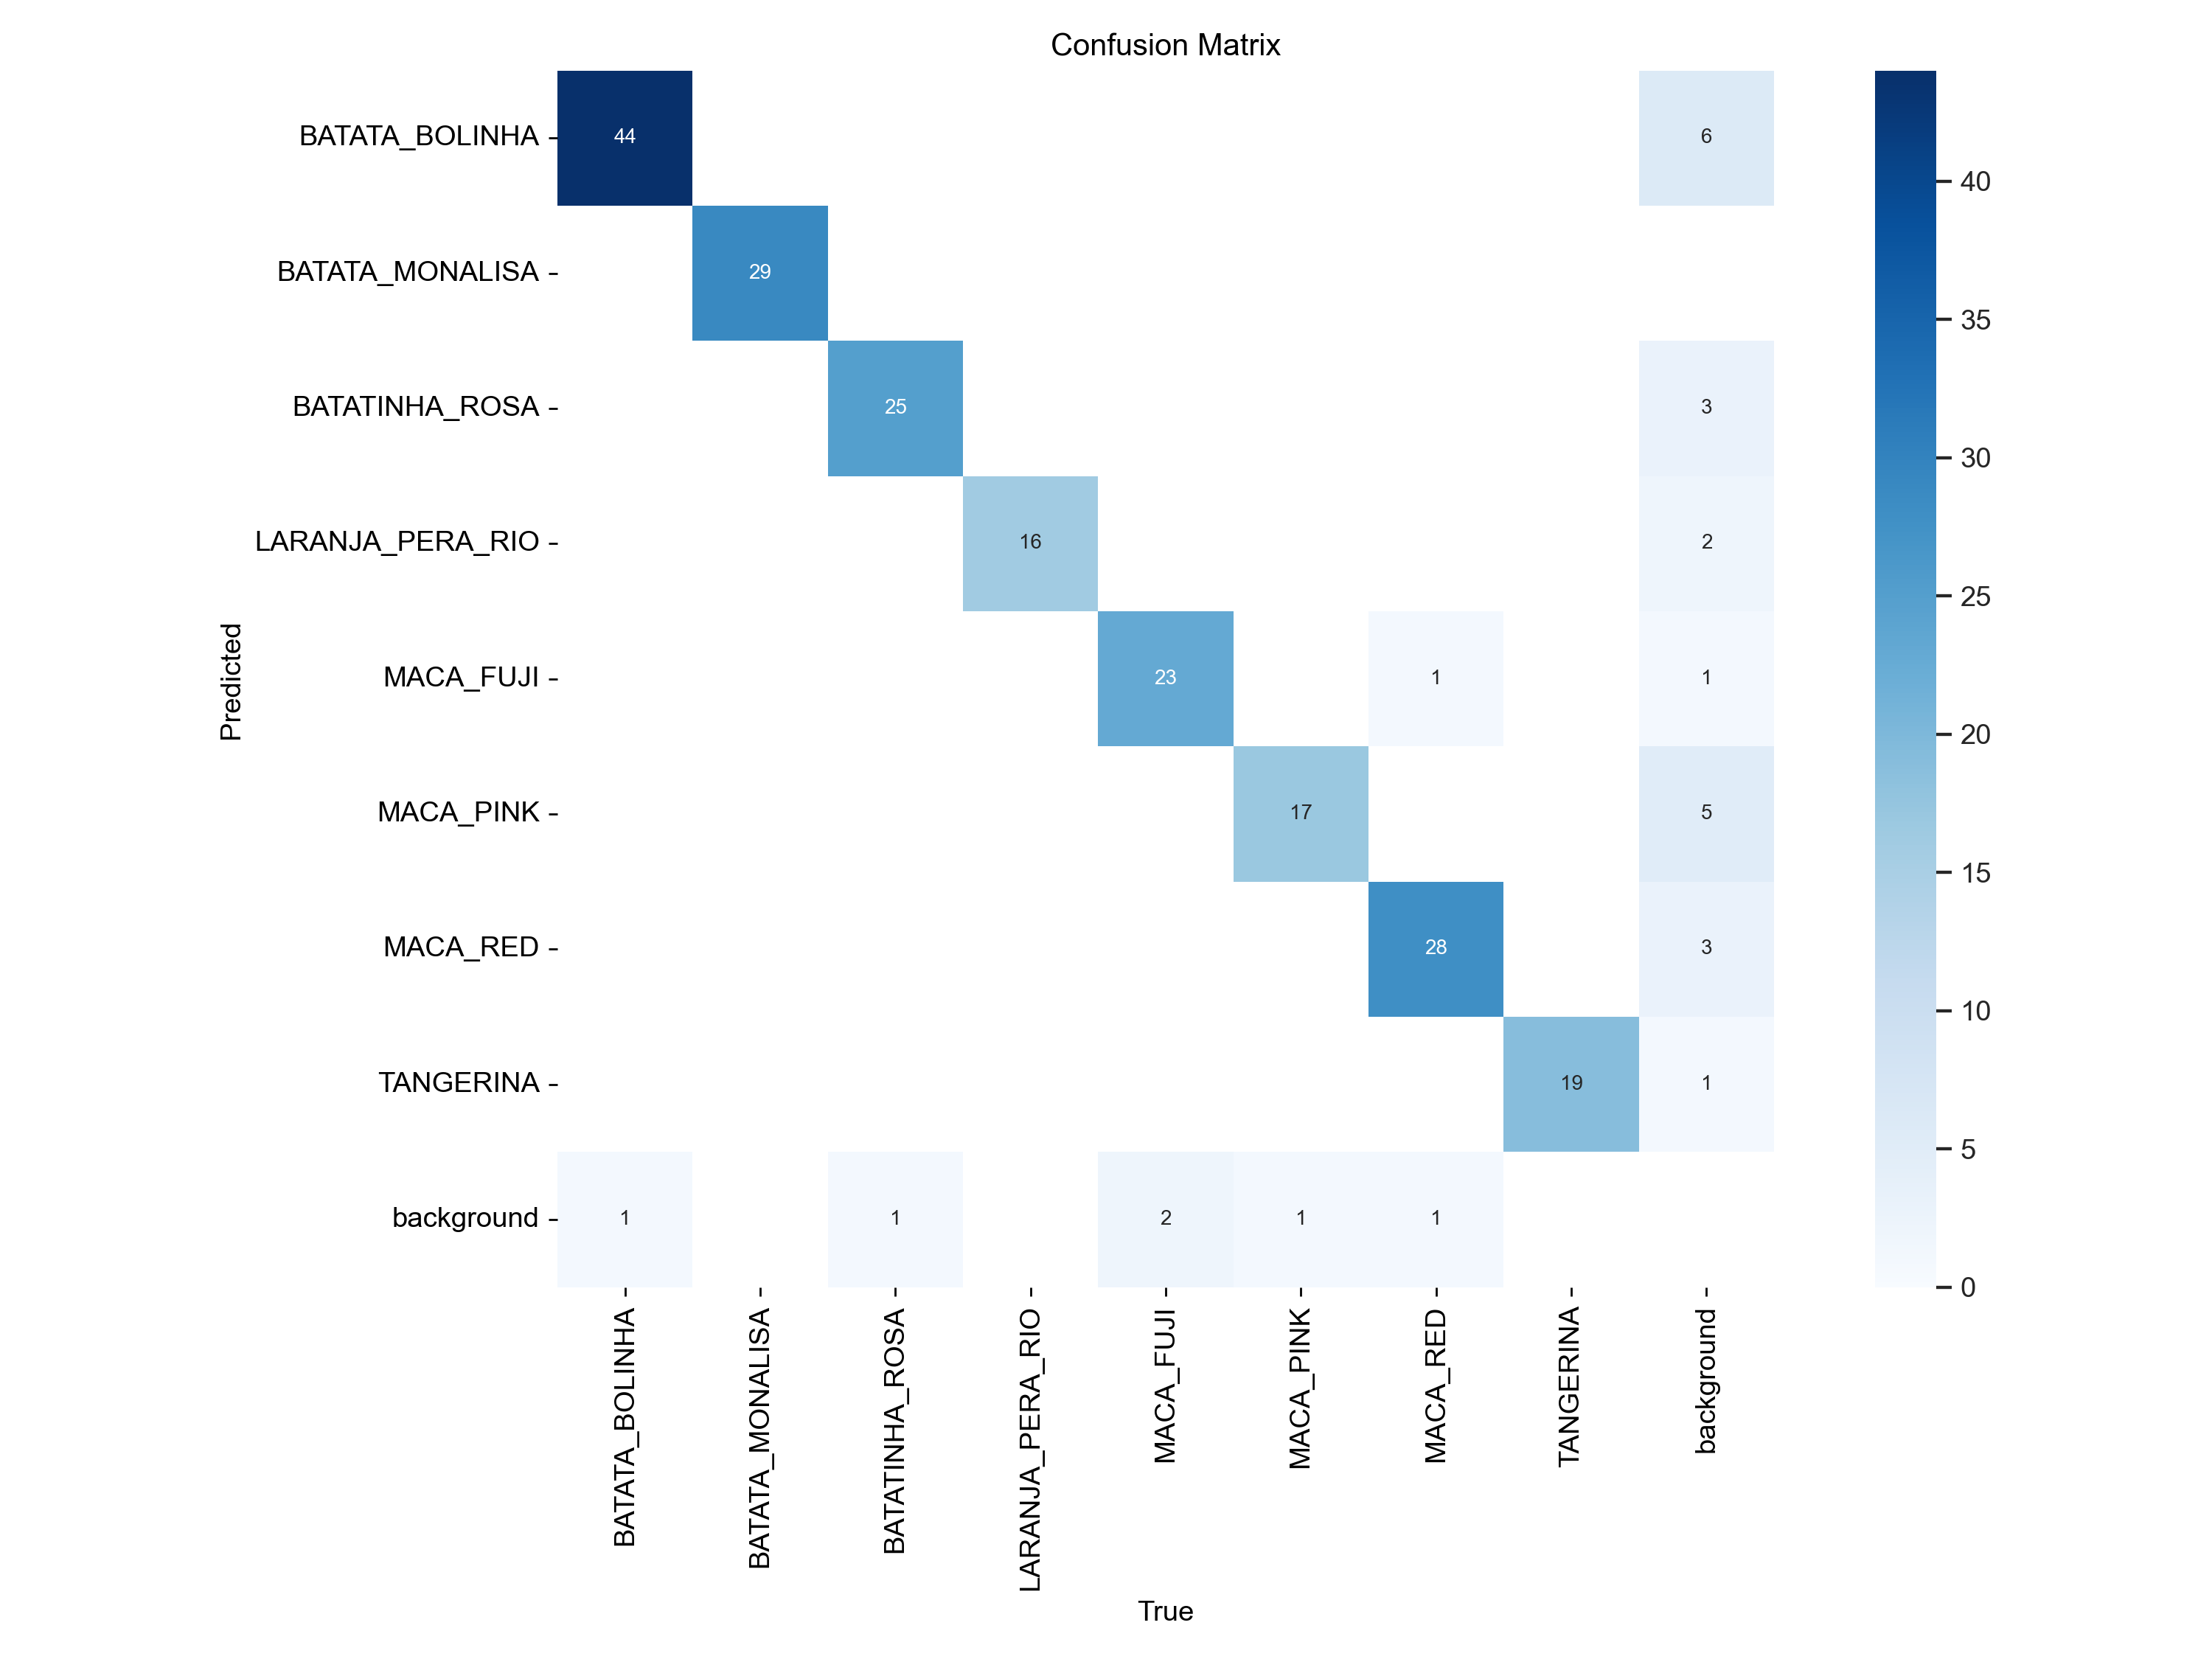 Confusion Matrix
Predicted
BATATA_BOLINHA
44
6
BATATA_MONALISA
29
BATATINHA_ROSA
25
3
LARANJA_PERA_RIO
16
2
MACA_FUJI
23
1
1
MACA_PINK
17
5
MACA_RED
28
3
TANGERINA
19
1
background
1
1
2
1
1
BATATA_BOLINHA
BATATA_MONALISA
BATATINHA_ROSA
LARANJA_PERA_RIO
MACA_FUJI
MACA_PINK
MACA_RED
TANGERINA
background
True
40
35
30
25
20
15
10
5
0